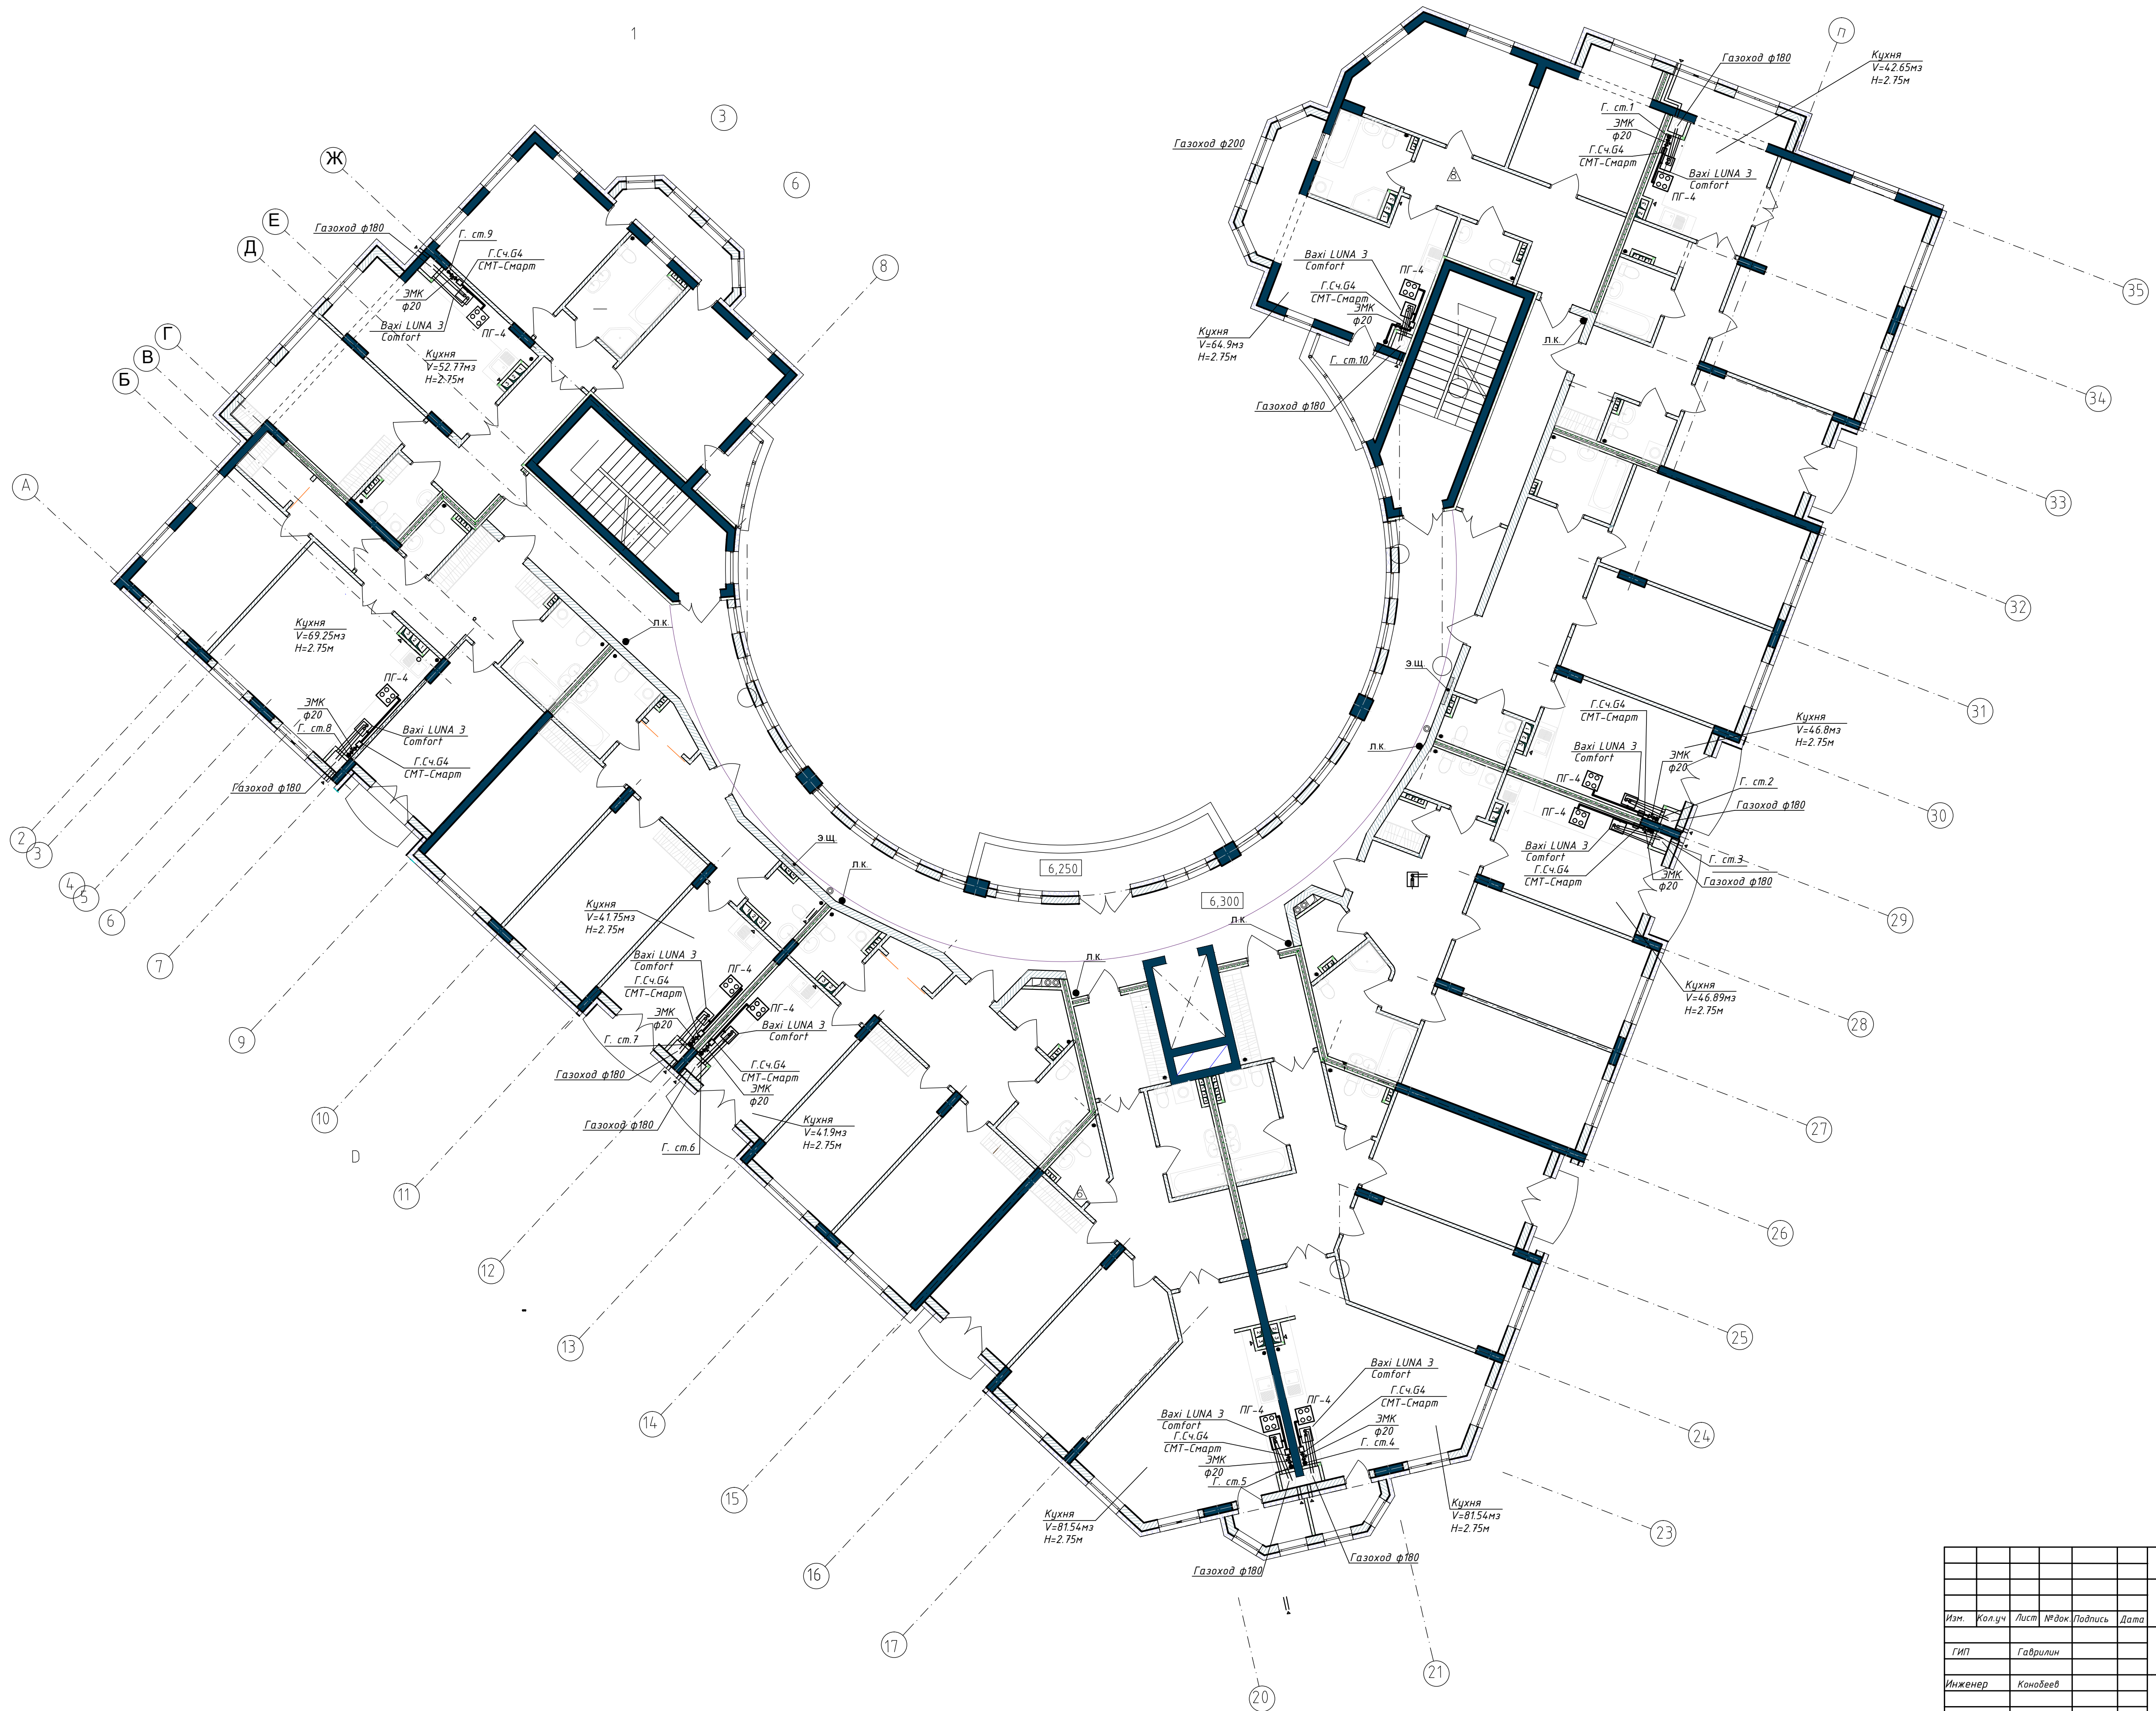 1
3
6
8
Ж
Е
Д
Г
В
Б
А
П
Газоход ф180
Г. ст.9
Г.Сч.G4
СМТ-Смарт
ЭМК
ф20
Baxi LUNA 3
Comfort
ПГ-4
Кухня
V=52.77м3
H=2.75м
Газоход ф200
Газоход ф180
Кухня
V=42.65м3
H=2.75м
Г. ст.1
ЭМК
ф20
Г.Сч.G4
СМТ-Смарт
Baxi LUNA 3
Comfort
ПГ-4
8
Baxi LUNA 3
Comfort
ПГ-4
Г.Сч.G4
СМТ-Смарт
ЭМК
ф20
Кухня
V=64.9м3
H=2.75м
Г. ст.10
Газоход ф180
л.к.
35
34
33
32
31
30
29
28
27
26
25
24
23
Кухня
V=69.25м3
H=2.75м
ПГ-4
ЭМК
ф20
Г. ст.8
Baxi LUNA 3
Comfort
Г.Сч.G4
СМТ-Смарт
Газоход ф180
л.к.
э.щ.
л.к.
Г.Сч.G4
СМТ-Смарт
Кухня
V=46.8м3
H=2.75м
Baxi LUNA 3
Comfort
ЭМК
ф20
ПГ-4
Г. ст.2
Газоход ф180
ПГ-4
Baxi LUNA 3
Comfort
Г.Сч.G4
СМТ-Смарт
Г. ст.3
ЭМК
ф20
Газоход ф180
2
3
4
5
6
7
9
10
11
12
13
14
15
16
17
20
21
э.щ.
л.к.
6,250
6,300
л.к.
л.к.
Кухня
V=41.75м3
H=2.75м
Baxi LUNA 3
Comfort
ПГ-4
Г.Сч.G4
СМТ-Смарт
ЭМК
ф20
ПГ-4
Baxi LUNA 3
Comfort
Г. ст.7
Газоход ф180
Г.Сч.G4
СМТ-Смарт
ЭМК
ф20
Газоход ф180
Кухня
V=41.9м3
H=2.75м
Г. ст.6
D
6
Кухня
V=46.89м3
H=2.75м
Baxi LUNA 3
Comfort
Г.Сч.G4
СМТ-Смарт
ПГ-4
ПГ-4
Baxi LUNA 3
Comfort
ЭМК
ф20
Г.Сч.G4
СМТ-Смарт
Г. ст.4
ЭМК
ф20
Г. ст.5
Кухня
V=81.54м3
H=2.75м
Кухня
V=81.54м3
H=2.75м
Газоход ф180
Газоход ф180
Изм. Кол.уч Лист №док. Подпись Дата
ГИП Гаврилин
Инженер Конобеев